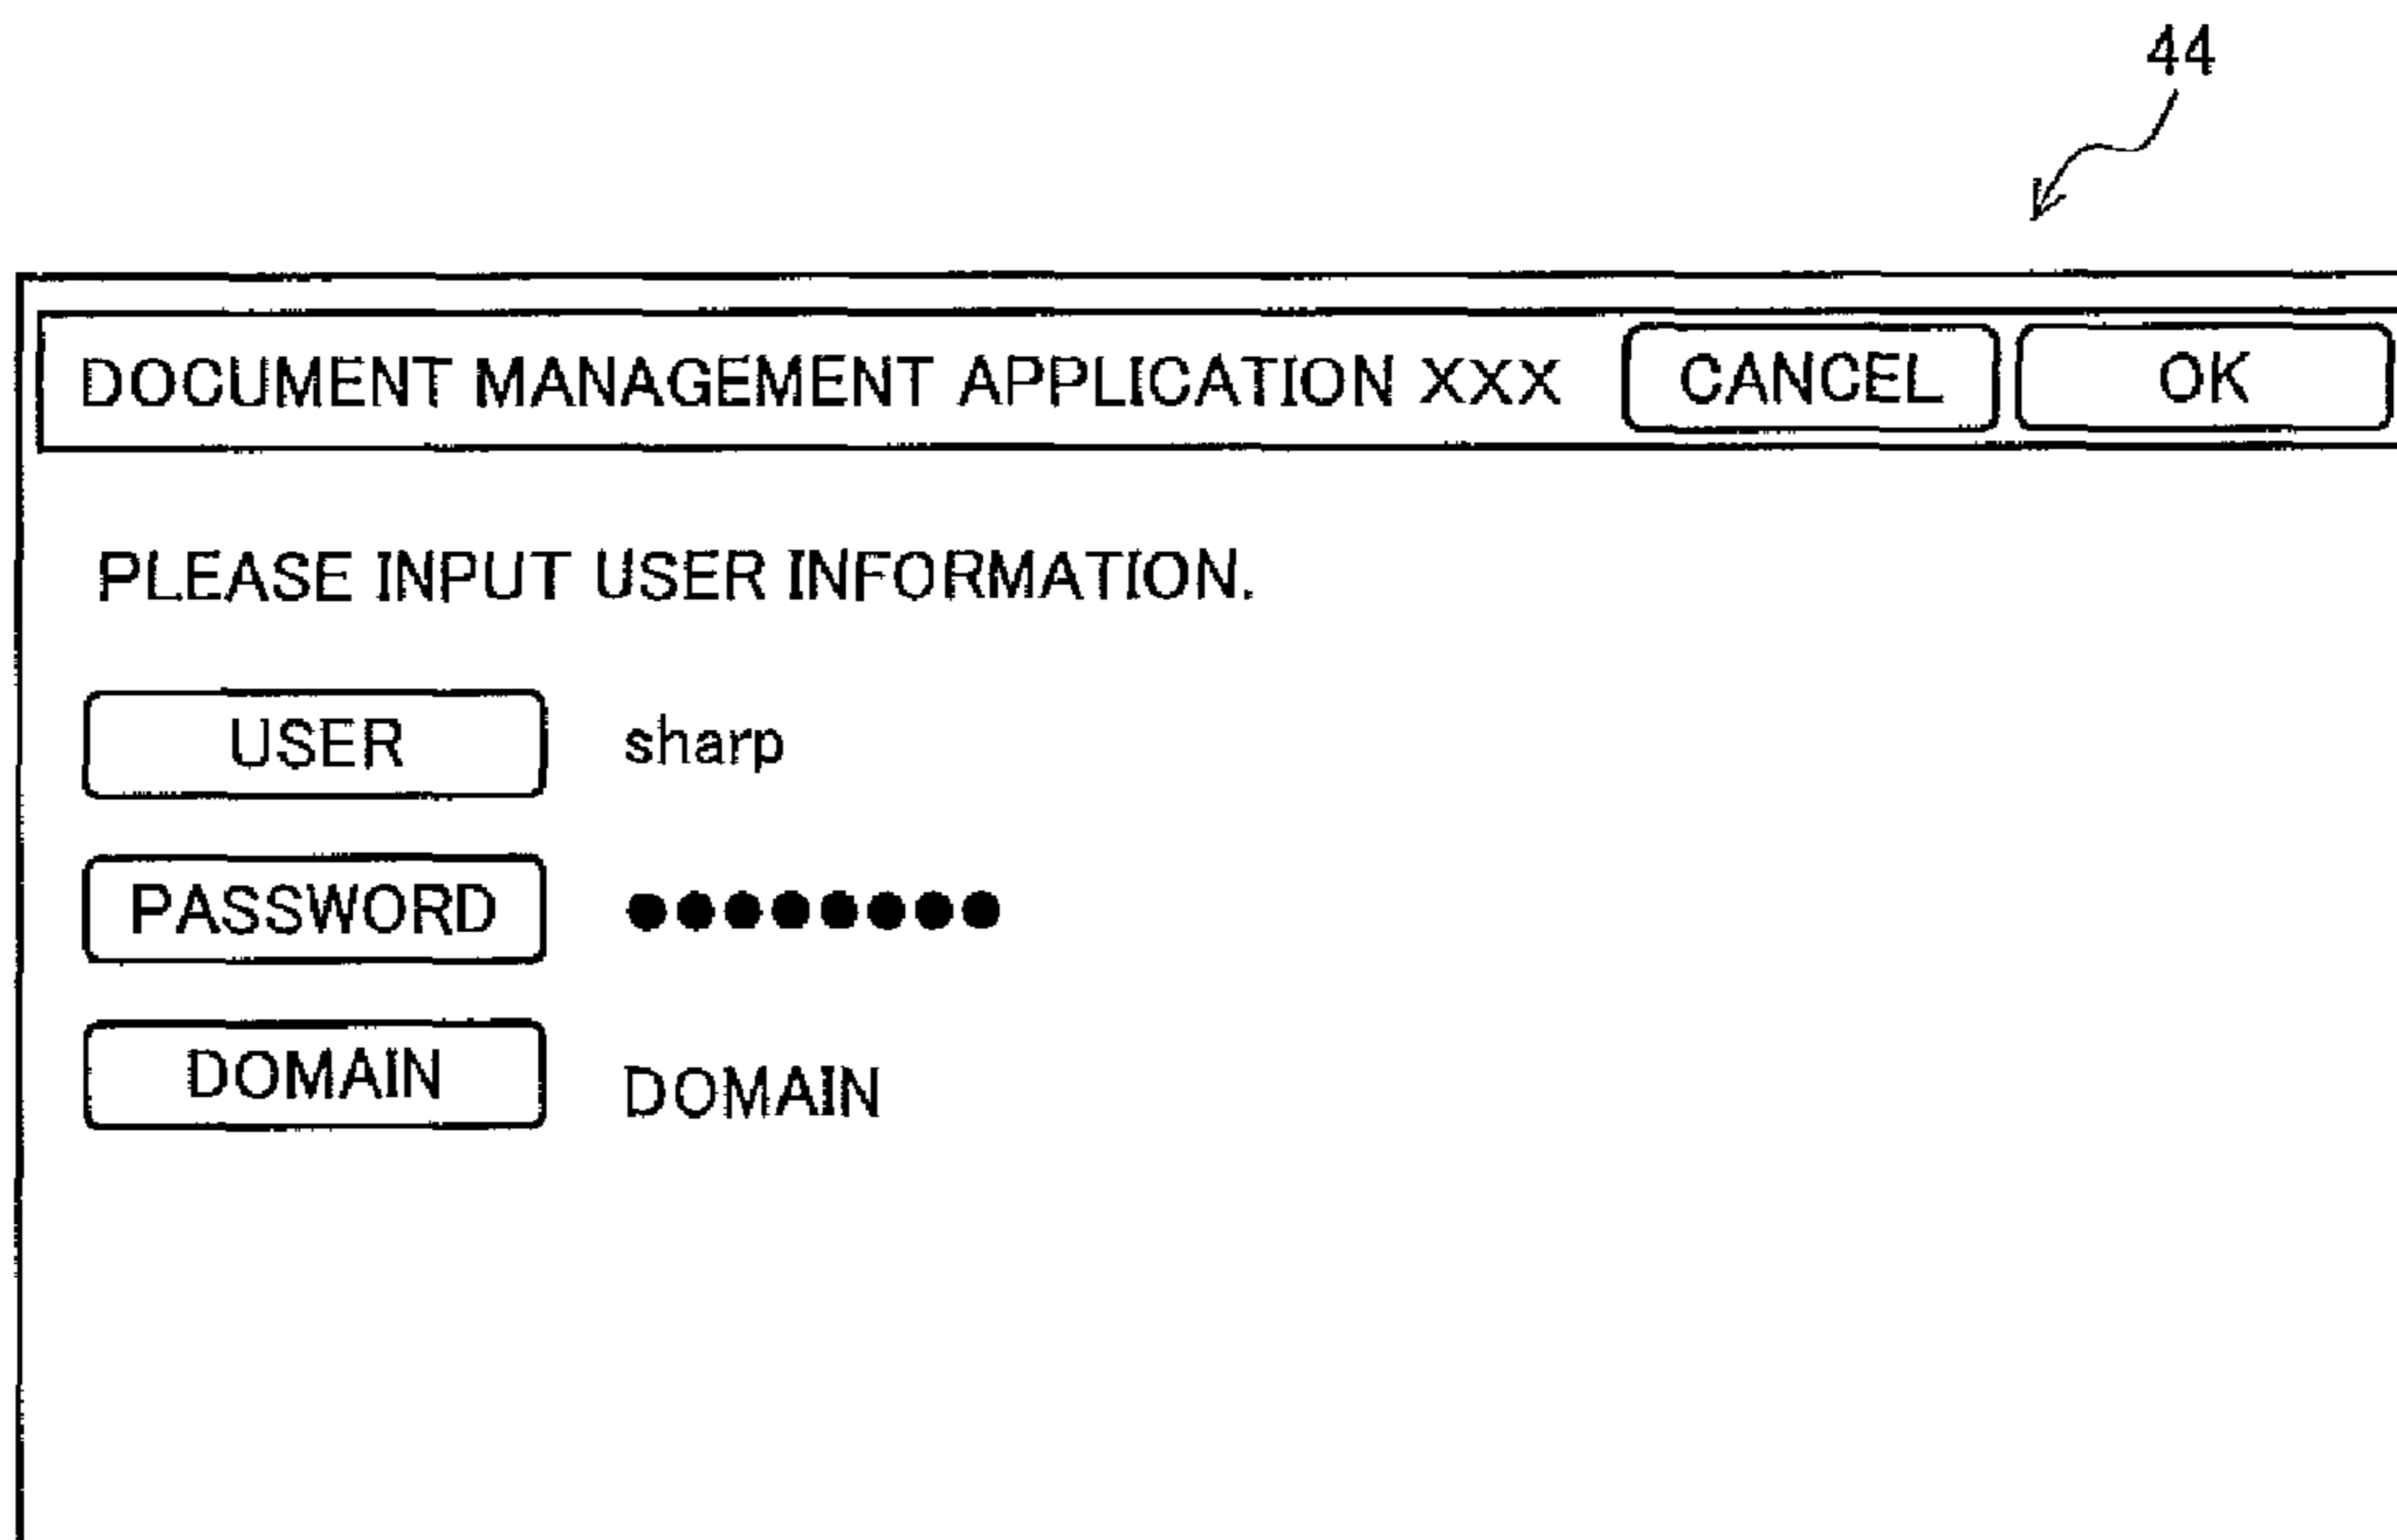 44
DOCUMENT MANAGEMENT APPLICATION XXX CANCEL OK
PLEASE INPUT USER INFORMATION.
USER sharp
PASSWORD ●●●●●●●●
DOMAIN DOMAIN